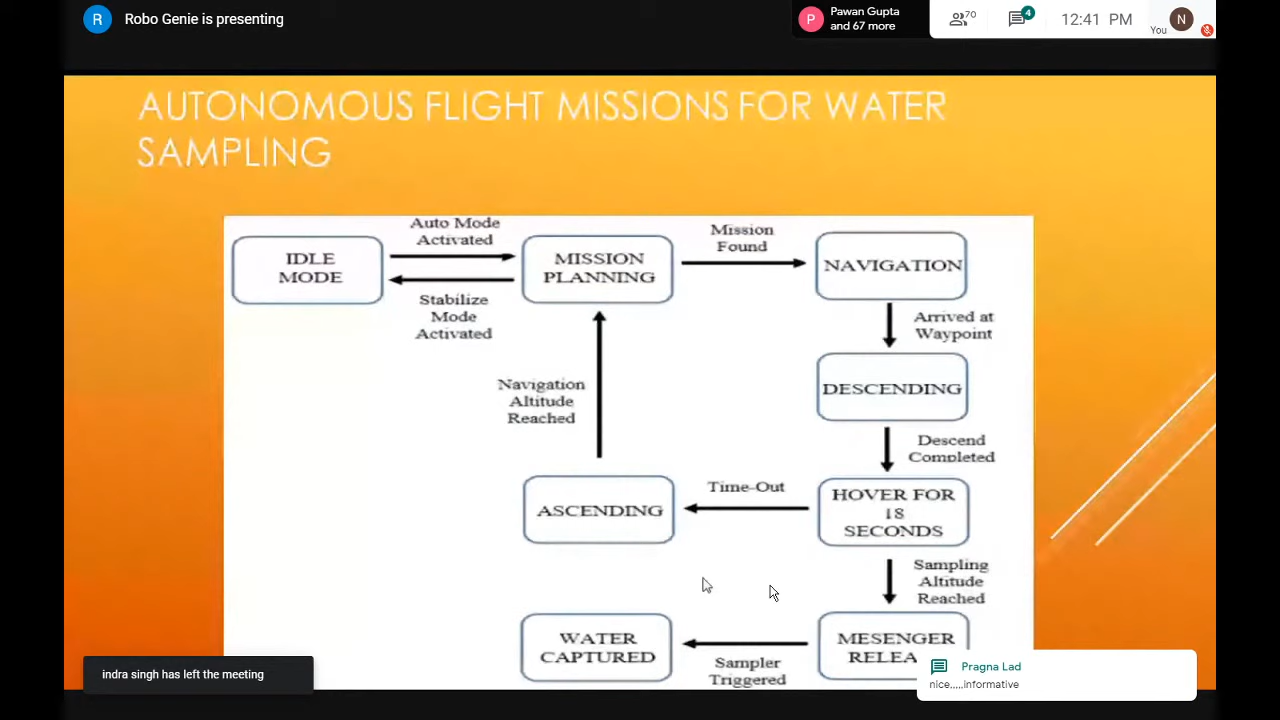 R
Robo Genie is presenting
P
Pawan Gupta
and 67 more
70
4
12:41 PM
You
N
AUTONOMOUS FLIGHT MISSIONS FOR WATER
SAMPLING
IDLE
MODE
Auto Mode
Activated
Stabilize
Mode
Activated
MISSION
PLANNING
Mission
Found
NAVIGATION
Arrived at
Waypoint
DESCENDING
Descend
Completed
Navigation
Altitude
Reached
ASCENDING
Time-Out
HOVER FOR
18
SECONDS
Sampling
Altitude
Reached
WATER
CAPTURED
Sampler
Triggered
MESENGER
RELEA
indra singh has left the meeting
Pragna Lad
nice,,,,,informative